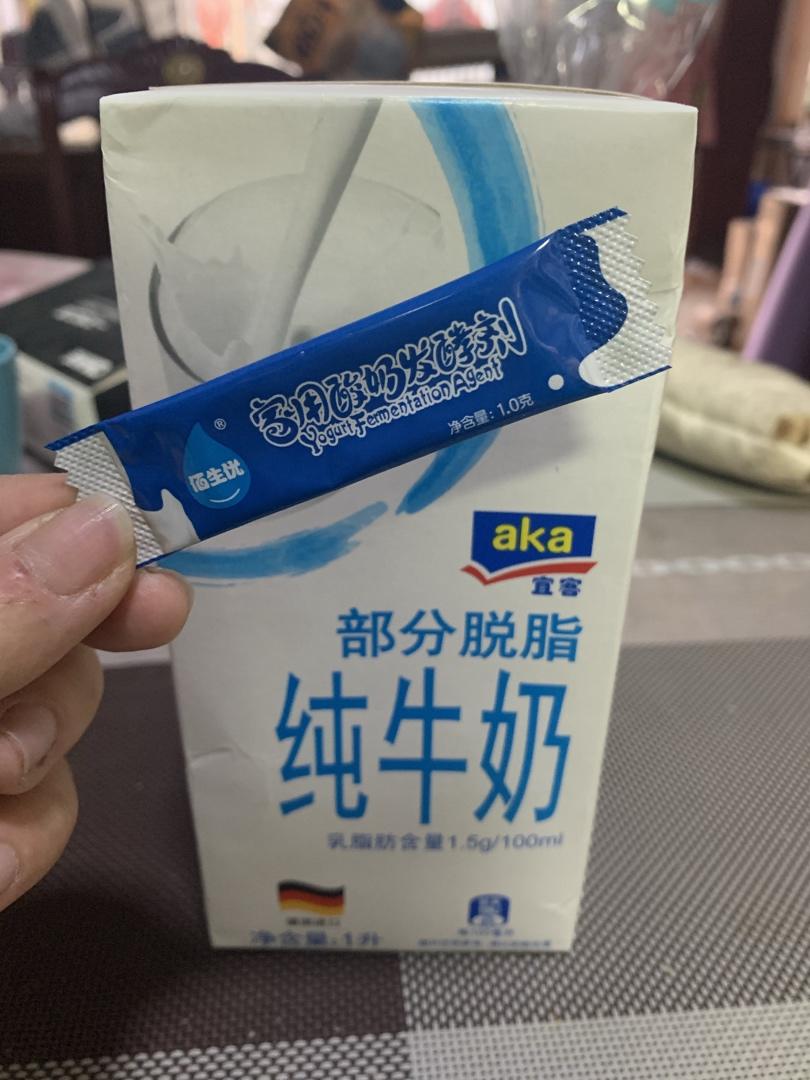 佰生优
®
商用酸奶发酵剂
Yogurt Fermentation Agent
净含量：1.0克
aka
宜客
部分脱脂
纯牛奶
乳脂肪含量1.5g/100ml
净含量：1升